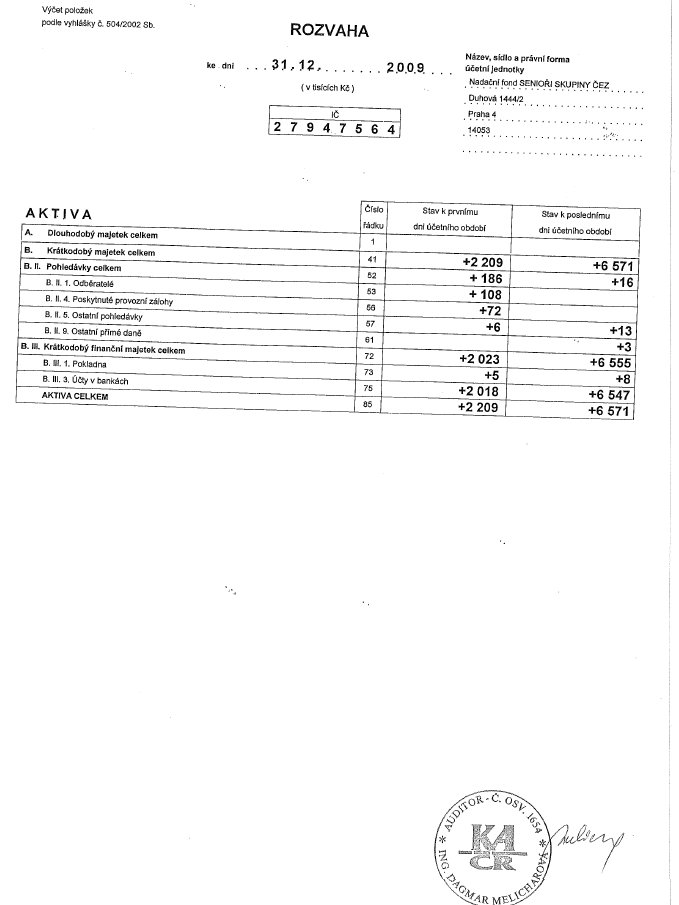 Výčet položek
podle vyhlášky č. 504/2002 Sb.
ROZVAHA
ke dni ... 31.12. ....... 2009 ....
( v tisících Kč )
IČ
2 7 9 4 7 5 6 4
Název, sídlo a právní forma
účetní jednotky
Nadační fond SENIOŘI SKUPINY ČEZ
Duhová 1444/2
Praha 4
14053
AKTIVA Číslo řádku Stav k prvnímu dni účetního období Stav k poslednímu dni účetního období
A. Dlouhodobý majetek celkem 1
B. Krátkodobý majetek celkem 41 +2 209 +6 571
B. II. Pohledávky celkem 52 + 186 +16
B. II. 1. Odběratelé 53 + 108
B. II. 4. Poskytnuté provozní zálohy 56 +72
B. II. 5. Ostatní pohledávky 57 +6 +13
B. II. 9. Ostatní přímé daně 61 +3
B. III. Krátkodobý finanční majetek celkem 72 +2 023 +6 555
B. III. 1. Pokladna 73 +5 +8
B. III. 3. Účty v bankách 75 +2 018 +6 547
AKTIVA CELKEM 85 +2 209 +6 571
AUDITOR - Č. OSV. 1654
KA
ČR
ING. DAGMAR MELICHAROVÁ